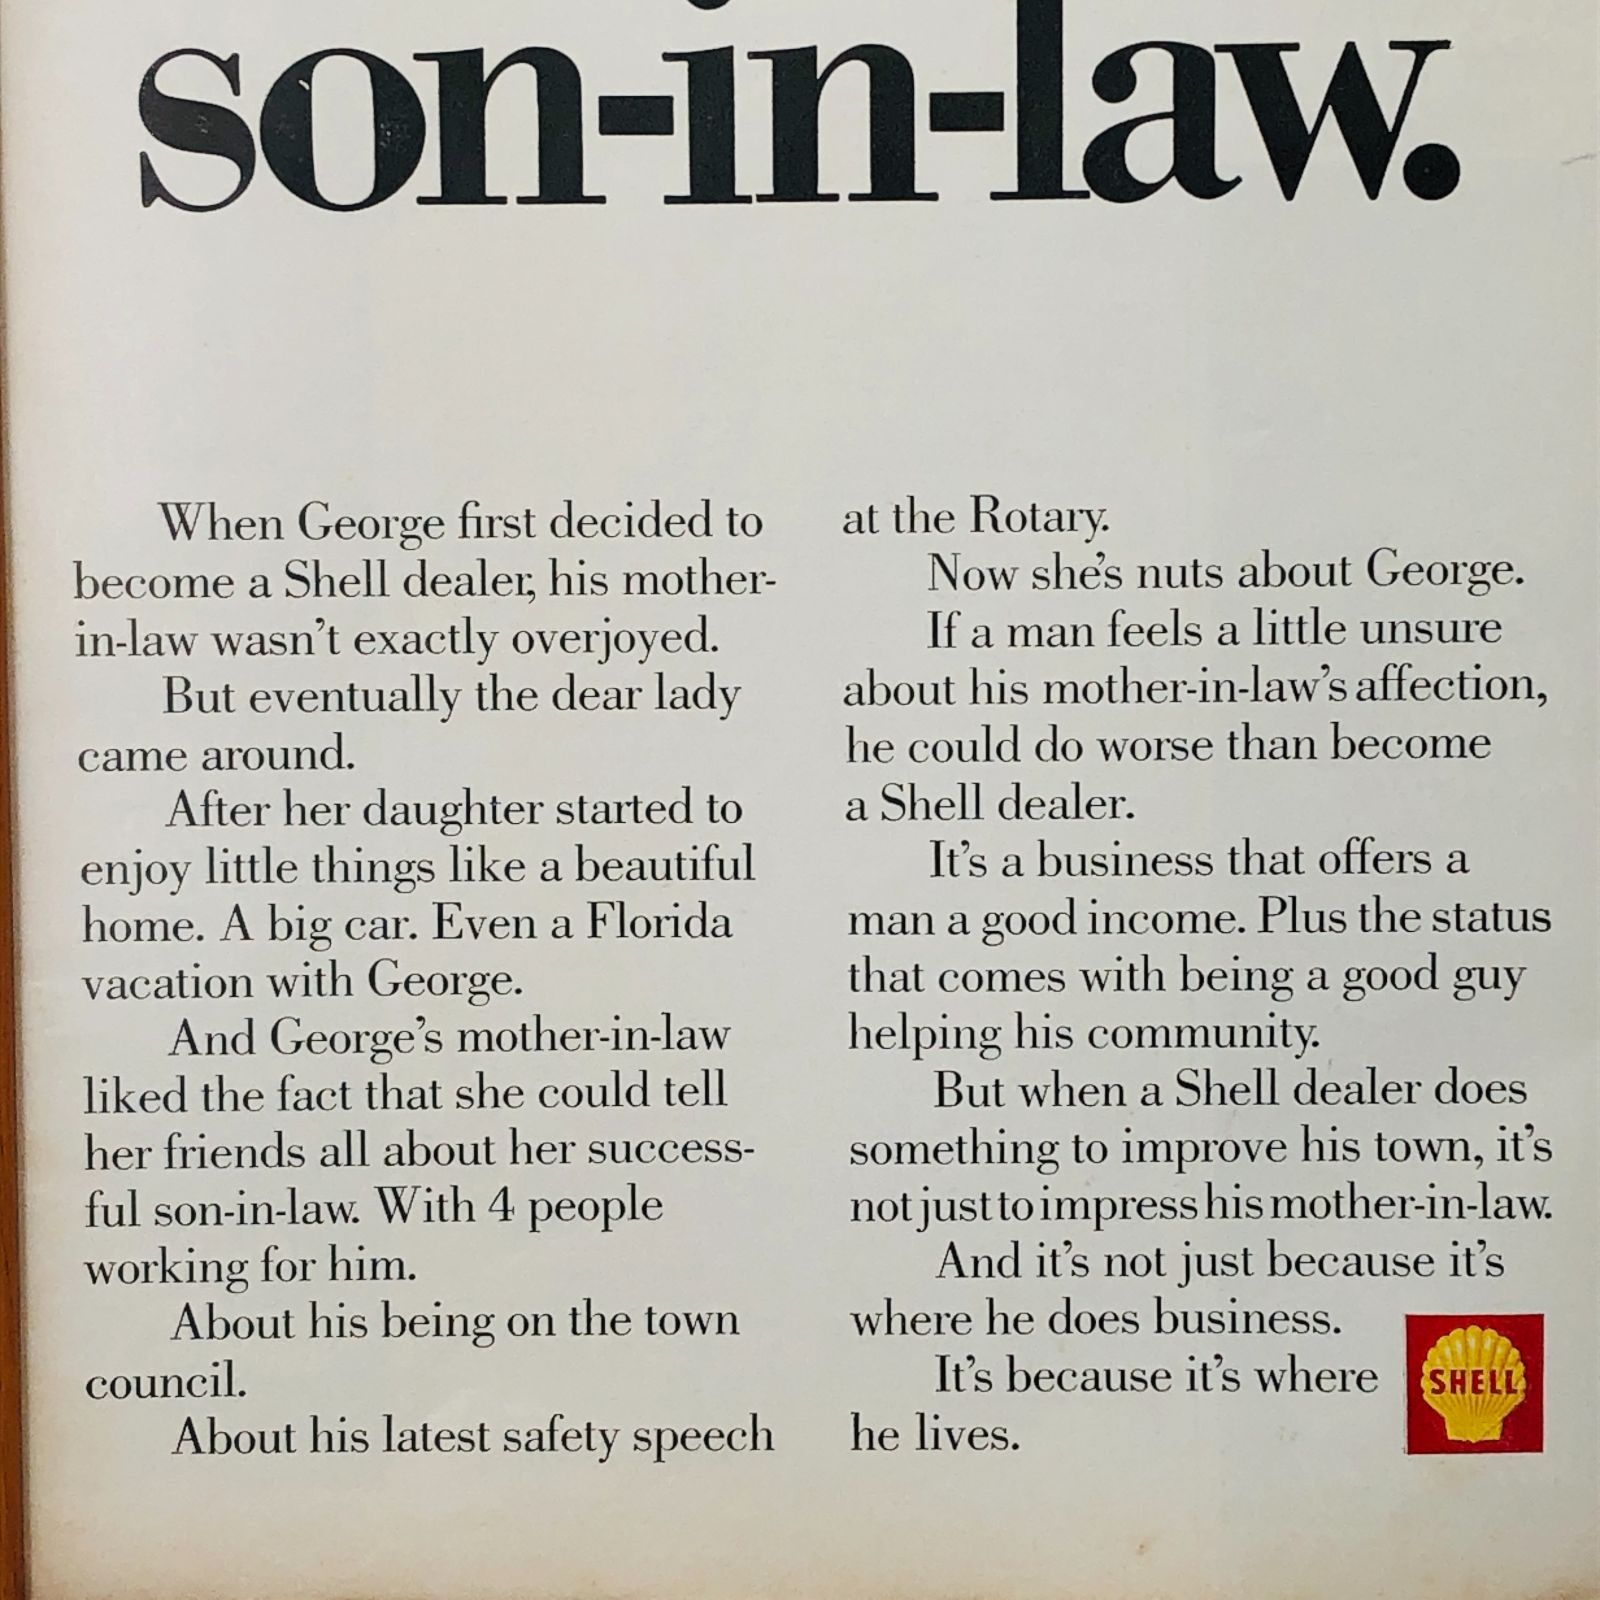 son-in-law.
When George first decided to
become a Shell dealer, his mother-
in-law wasn't exactly overjoyed.
But eventually the dear lady
came around.
After her daughter started to
enjoy little things like a beautiful
home. A big car. Even a Florida
vacation with George.
And George's mother-in-law
liked the fact that she could tell
her friends all about her success-
ful son-in-law. With 4 people
working for him.
About his being on the town
council.
About his latest safety speech
at the Rotary.
Now she's nuts about George.
If a man feels a little unsure
about his mother-in-law's affection,
he could do worse than become
a Shell dealer.
It's a business that offers a
man a good income. Plus the status
that comes with being a good guy
helping his community.
But when a Shell dealer does
something to improve his town, it's
not just to impress his mother-in-law.
And it's not just because it's
where he does business.
It's because it's where
he lives.
SHELL